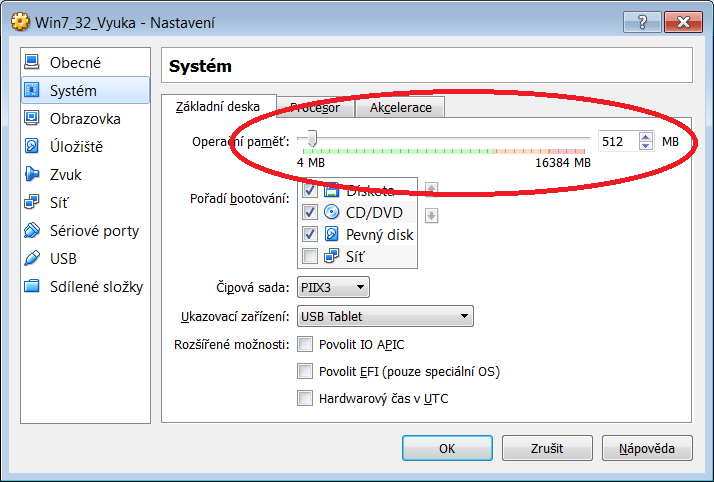 Win7_32_Vyuka - Nastavení
Obecné
Systém
Obrazovka
Úložiště
Zvuk
Síť
Sériové porty
USB
Sdílené složky
Systém
Základní deska Procesor Akcelerace
Operační paměť: 512 MB
4 MB 16384 MB
Pořadí bootování: Disketa
CD/DVD
Pevný disk
Síť
Čipová sada: PIIX3
Ukazovací zařízení: USB Tablet
Rozšířené možnosti: Povolit IO APIC
Povolit EFI (pouze speciální OS)
Hardwarový čas v UTC
OK Zrušit Nápověda